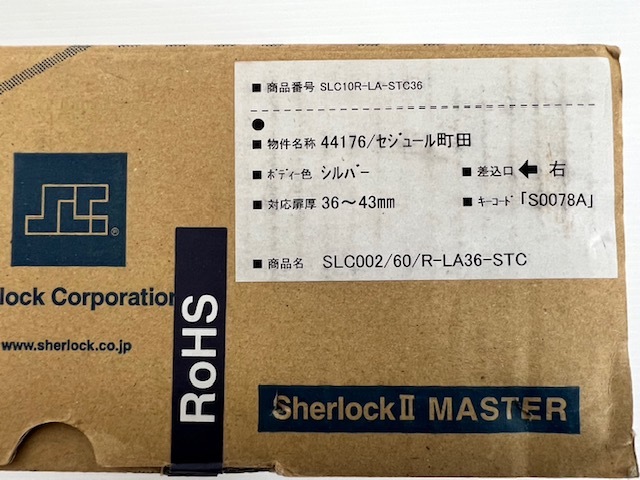 ■ 商品番号 SLC10R-LA-STC36
●
■ 物件名称 44176/セジュール町田
■ ボディー色 シルバー ■ 差込口 ← 右
■ 対応扉厚 36～43mm ■ キーコード「S0078A」
■ 商品名 SLC002/60/R-LA36-STC
SLC ®
lock Corporation
www.sherlock.co.jp
RoHS
SherlockⅡ MASTER